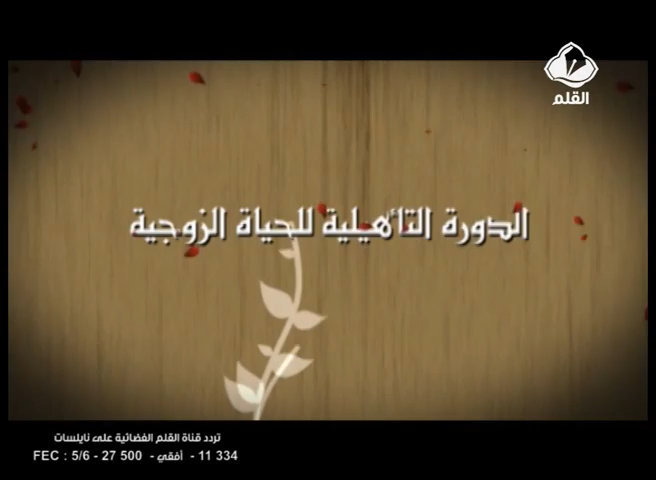 القلم
الدورة التأهيلية للحياة الزوجية
تردد قناة القلم الفضائية على نايلسات
11 334 - أفقي - 27 500 - FEC : 5/6